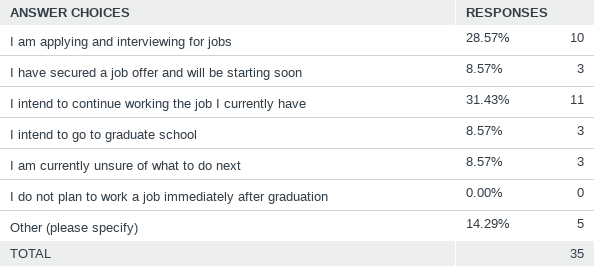 ANSWER CHOICES RESPONSES
I am applying and interviewing for jobs 28.57% 10
I have secured a job offer and will be starting soon 8.57% 3
I intend to continue working the job I currently have 31.43% 11
I intend to go to graduate school 8.57% 3
I am currently unsure of what to do next 8.57% 3
I do not plan to work a job immediately after graduation 0.00% 0
Other (please specify) 14.29% 5
TOTAL 35